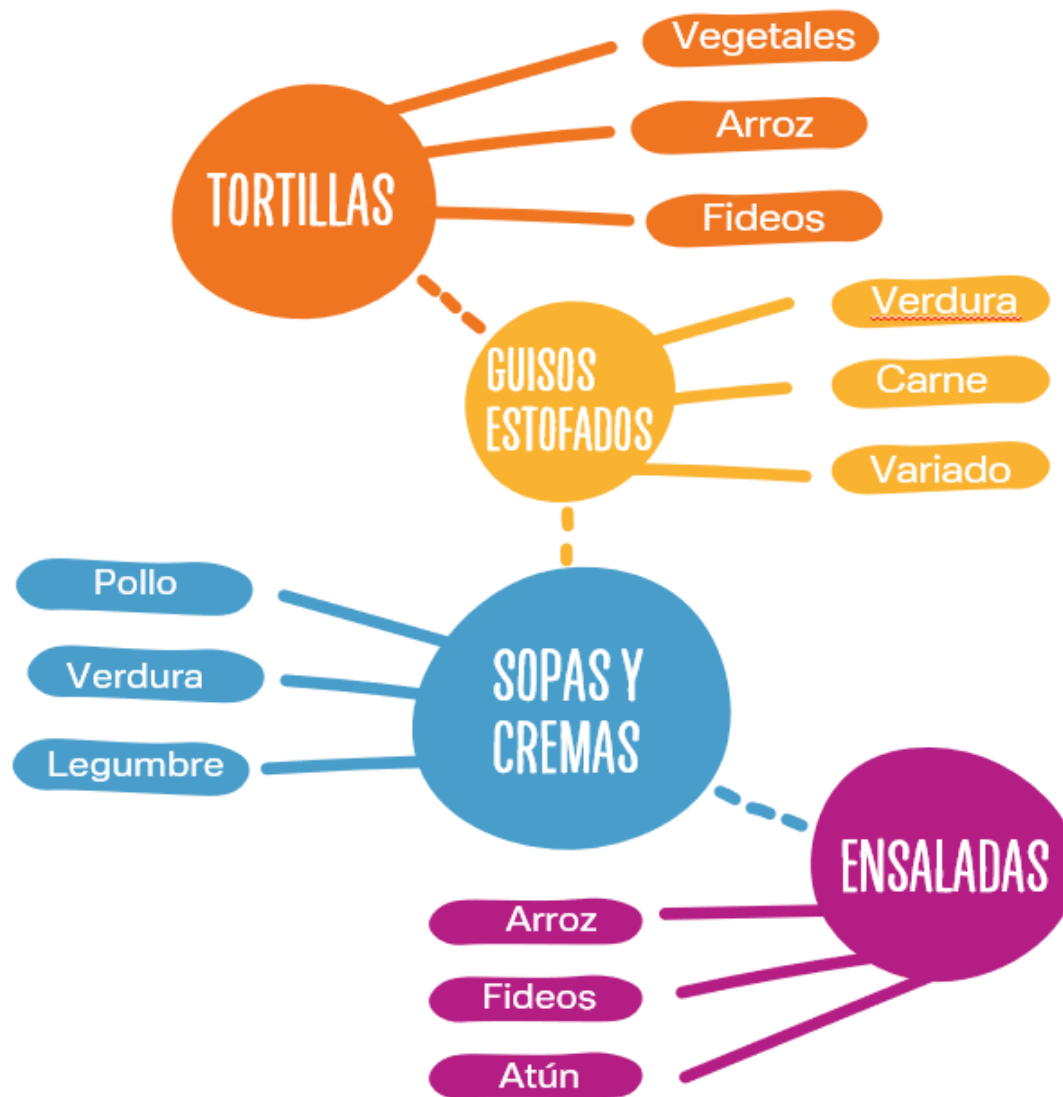 Vegetales
Arroz
Fideos
TORTILLAS
Verdura
Carne
Variado
GUISOS
ESTOFADOS
Pollo
Verdura
Legumbre
SOPAS Y
CREMAS
ENSALADAS
Arroz
Fideos
Atún